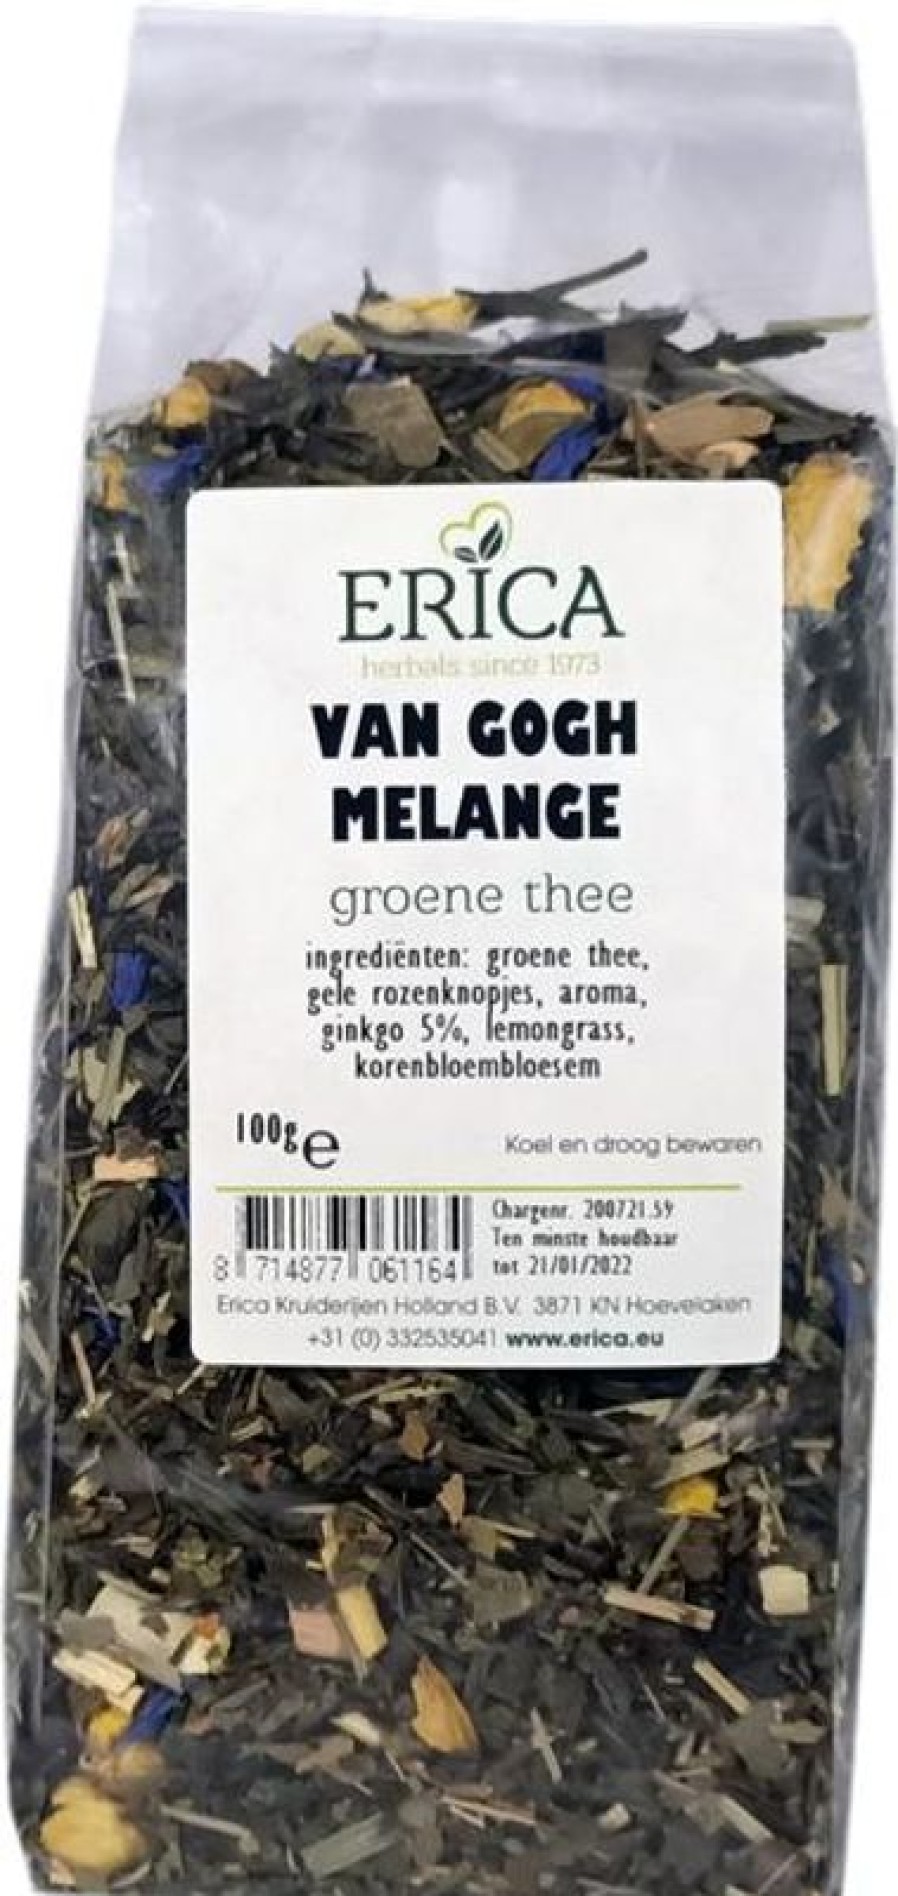 ERICA
herbals since 1973
VAN GOGH
MELANGE
groene thee
ingrediënten: groene thee,
gele rozenknopjes, aroma,
ginkgo 5%, lemongrass,
korenbloembloesem
100g e
Koel en droog bewaren
Chargenr. 200721.59
Ten minste houdbaar
tot 21/01/2022
8 714877 061164
Erica Kruiderijen Holland B.V. 3871 KN Hoevelaken
+31 (0) 332535041 www.erica.eu